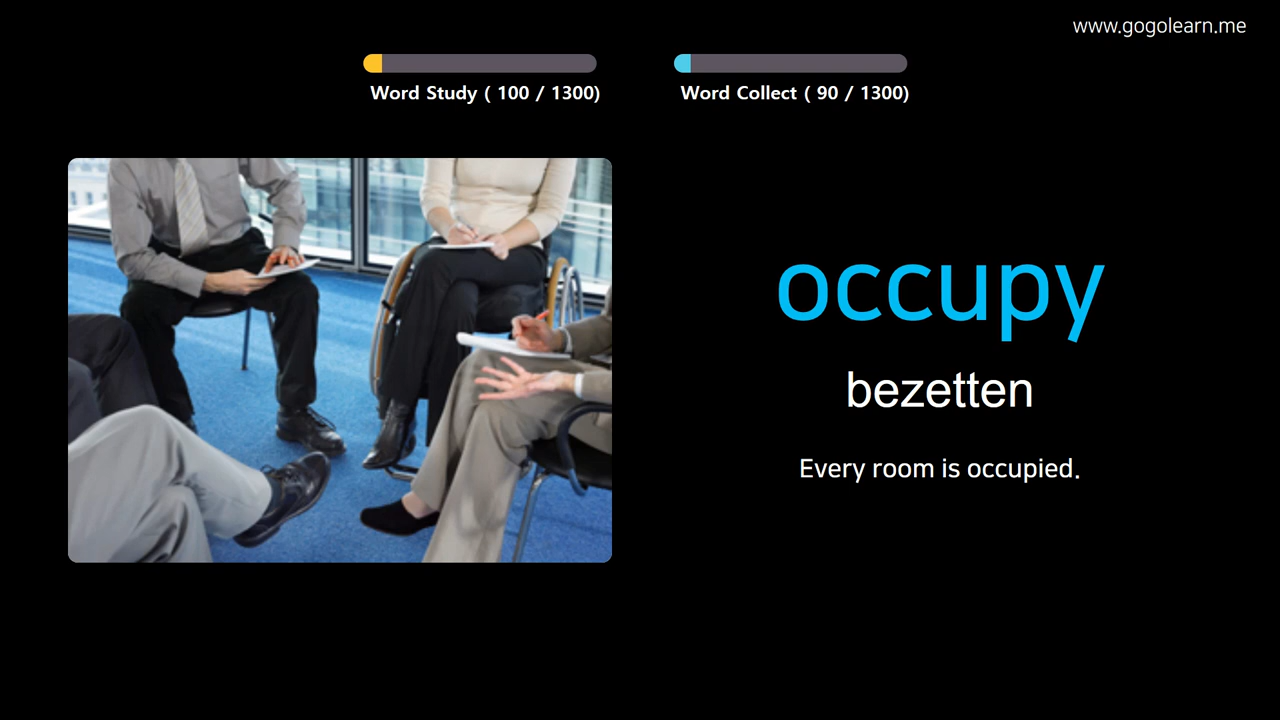 www.gogolearn.me
Word Study ( 100 / 1300)
Word Collect ( 90 / 1300)
occupy
bezetten
Every room is occupied.